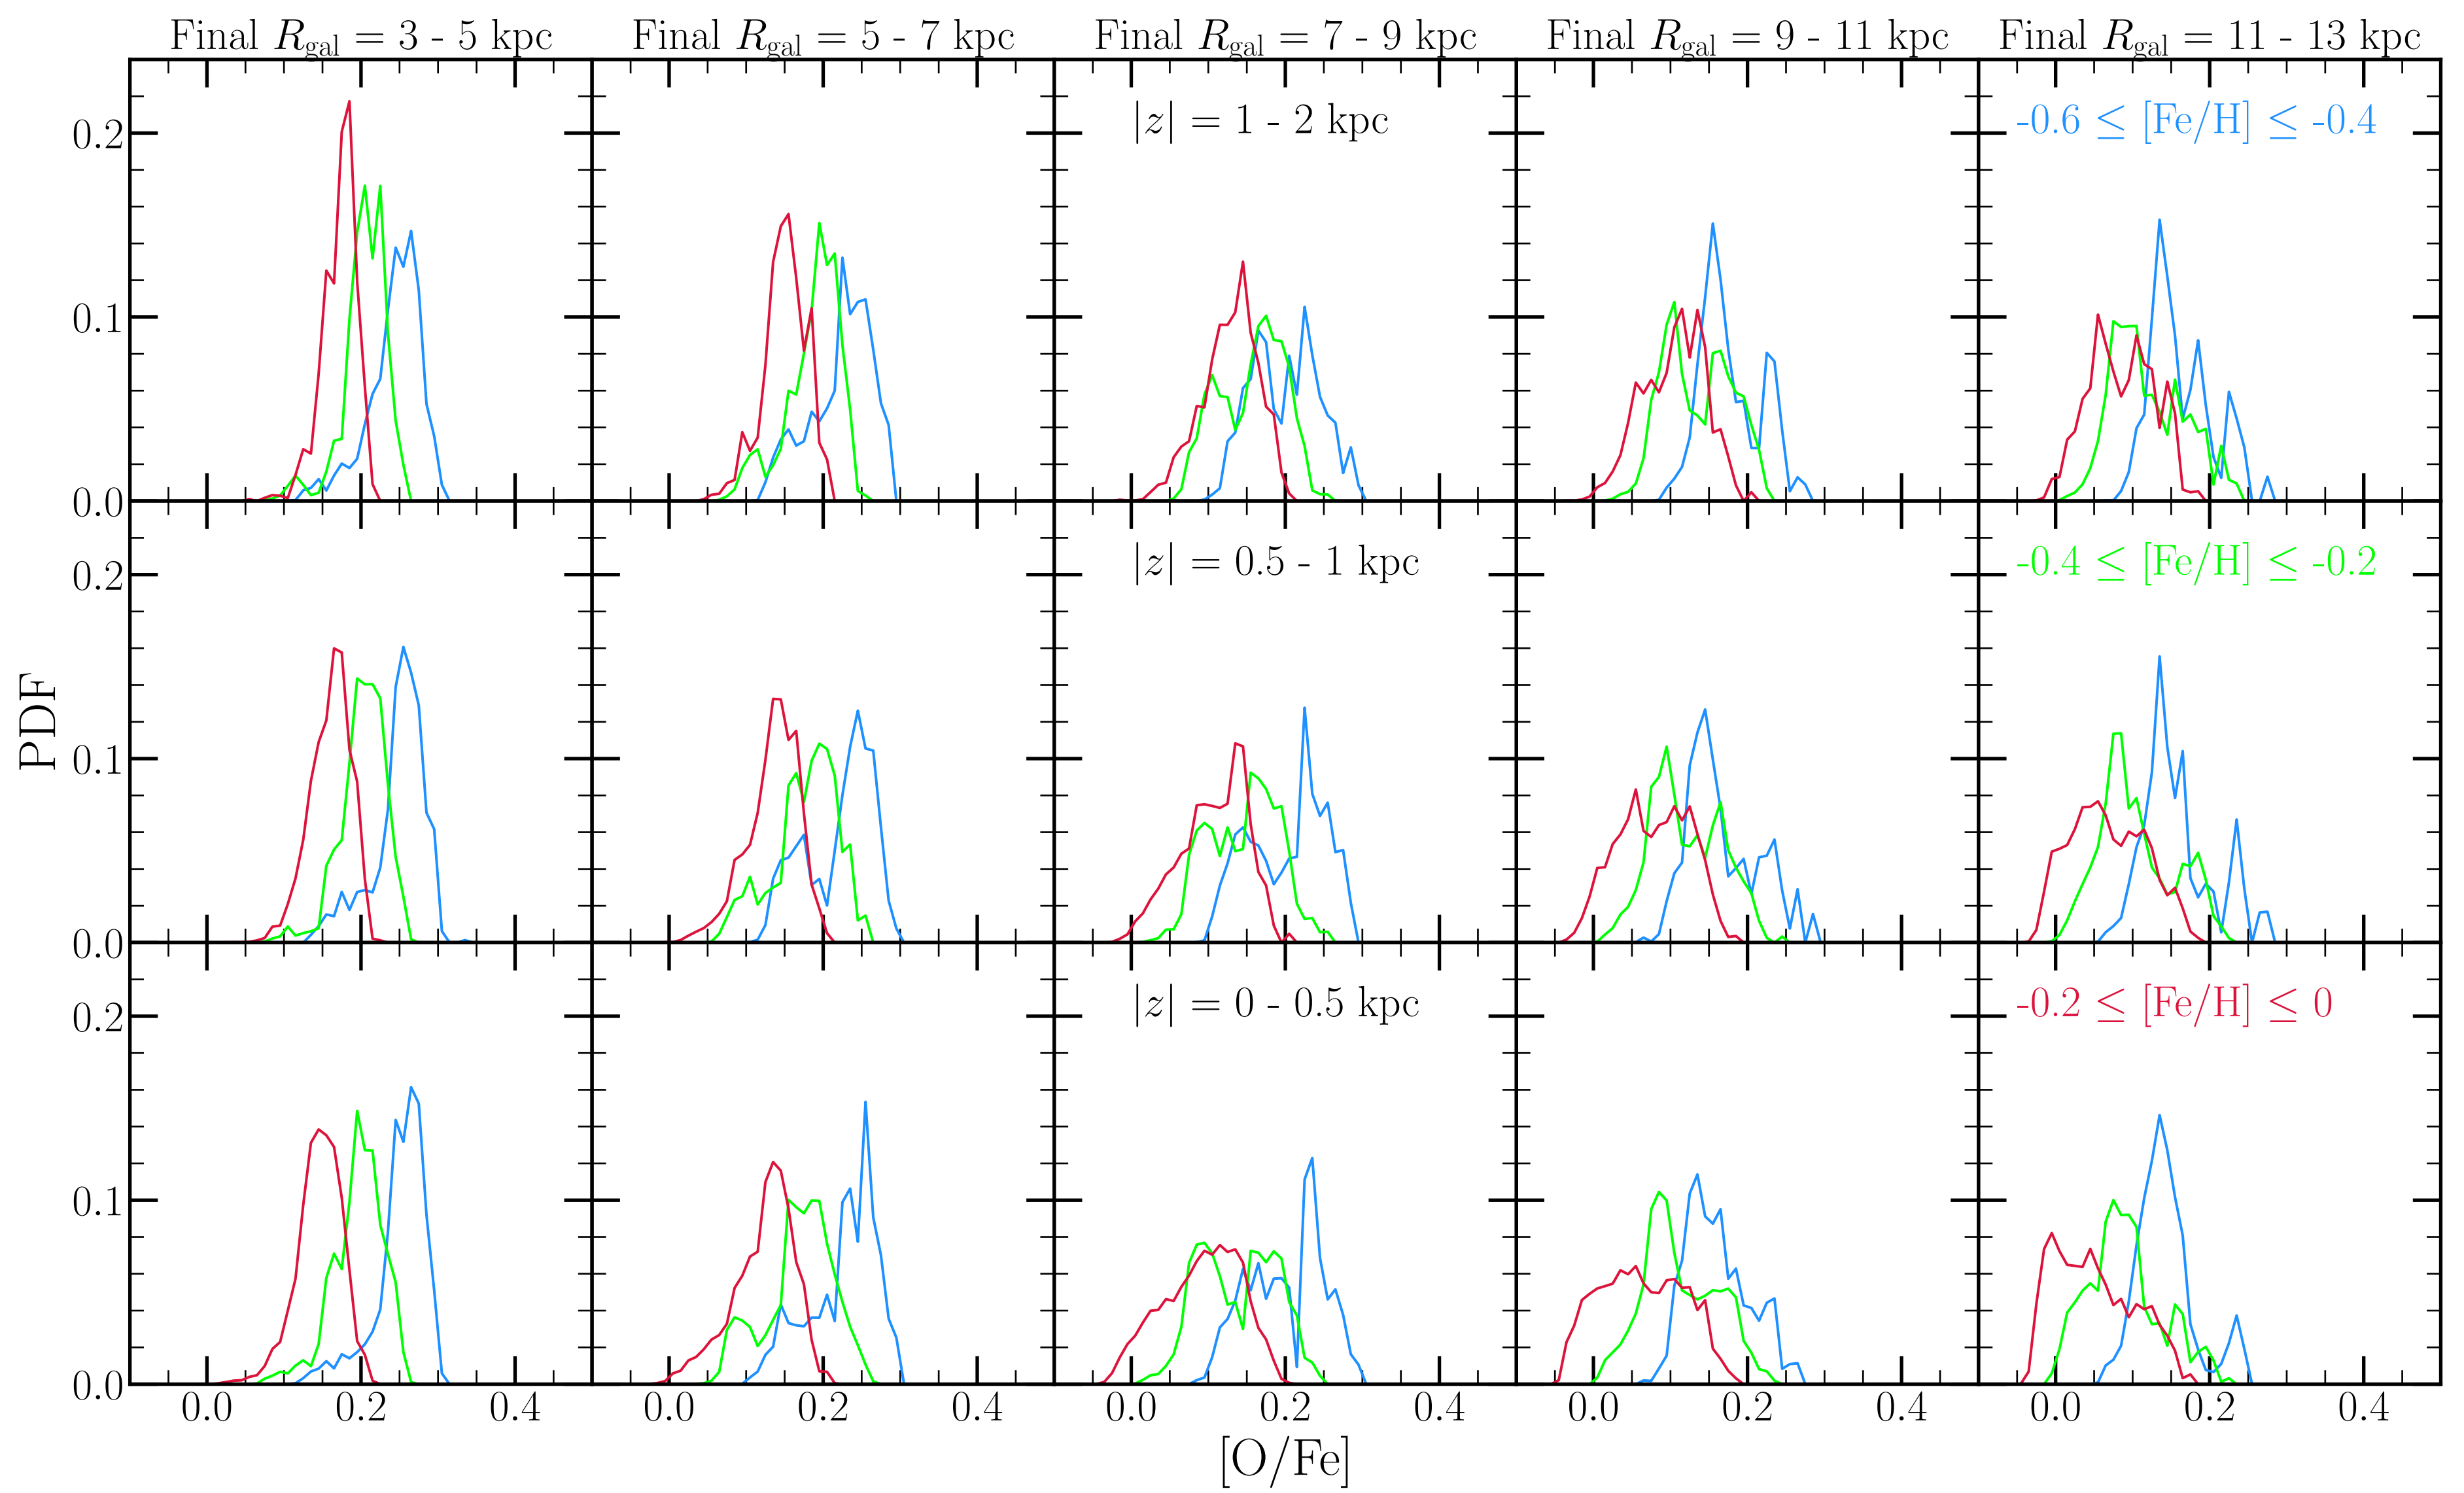 Final R_gal = 3 - 5 kpc
Final R_gal = 5 - 7 kpc
Final R_gal = 7 - 9 kpc
Final R_gal = 9 - 11 kpc
Final R_gal = 11 - 13 kpc
|z| = 1 - 2 kpc
-0.6 ≤ [Fe/H] ≤ -0.4
0.2
0.1
0.0
|z| = 0.5 - 1 kpc
-0.4 ≤ [Fe/H] ≤ -0.2
0.2
0.1
0.0
PDF
|z| = 0 - 0.5 kpc
-0.2 ≤ [Fe/H] ≤ 0
0.2
0.1
0.0
0.0 0.2 0.4
0.0 0.2 0.4
0.0 0.2 0.4
0.0 0.2 0.4
0.0 0.2 0.4
[O/Fe]